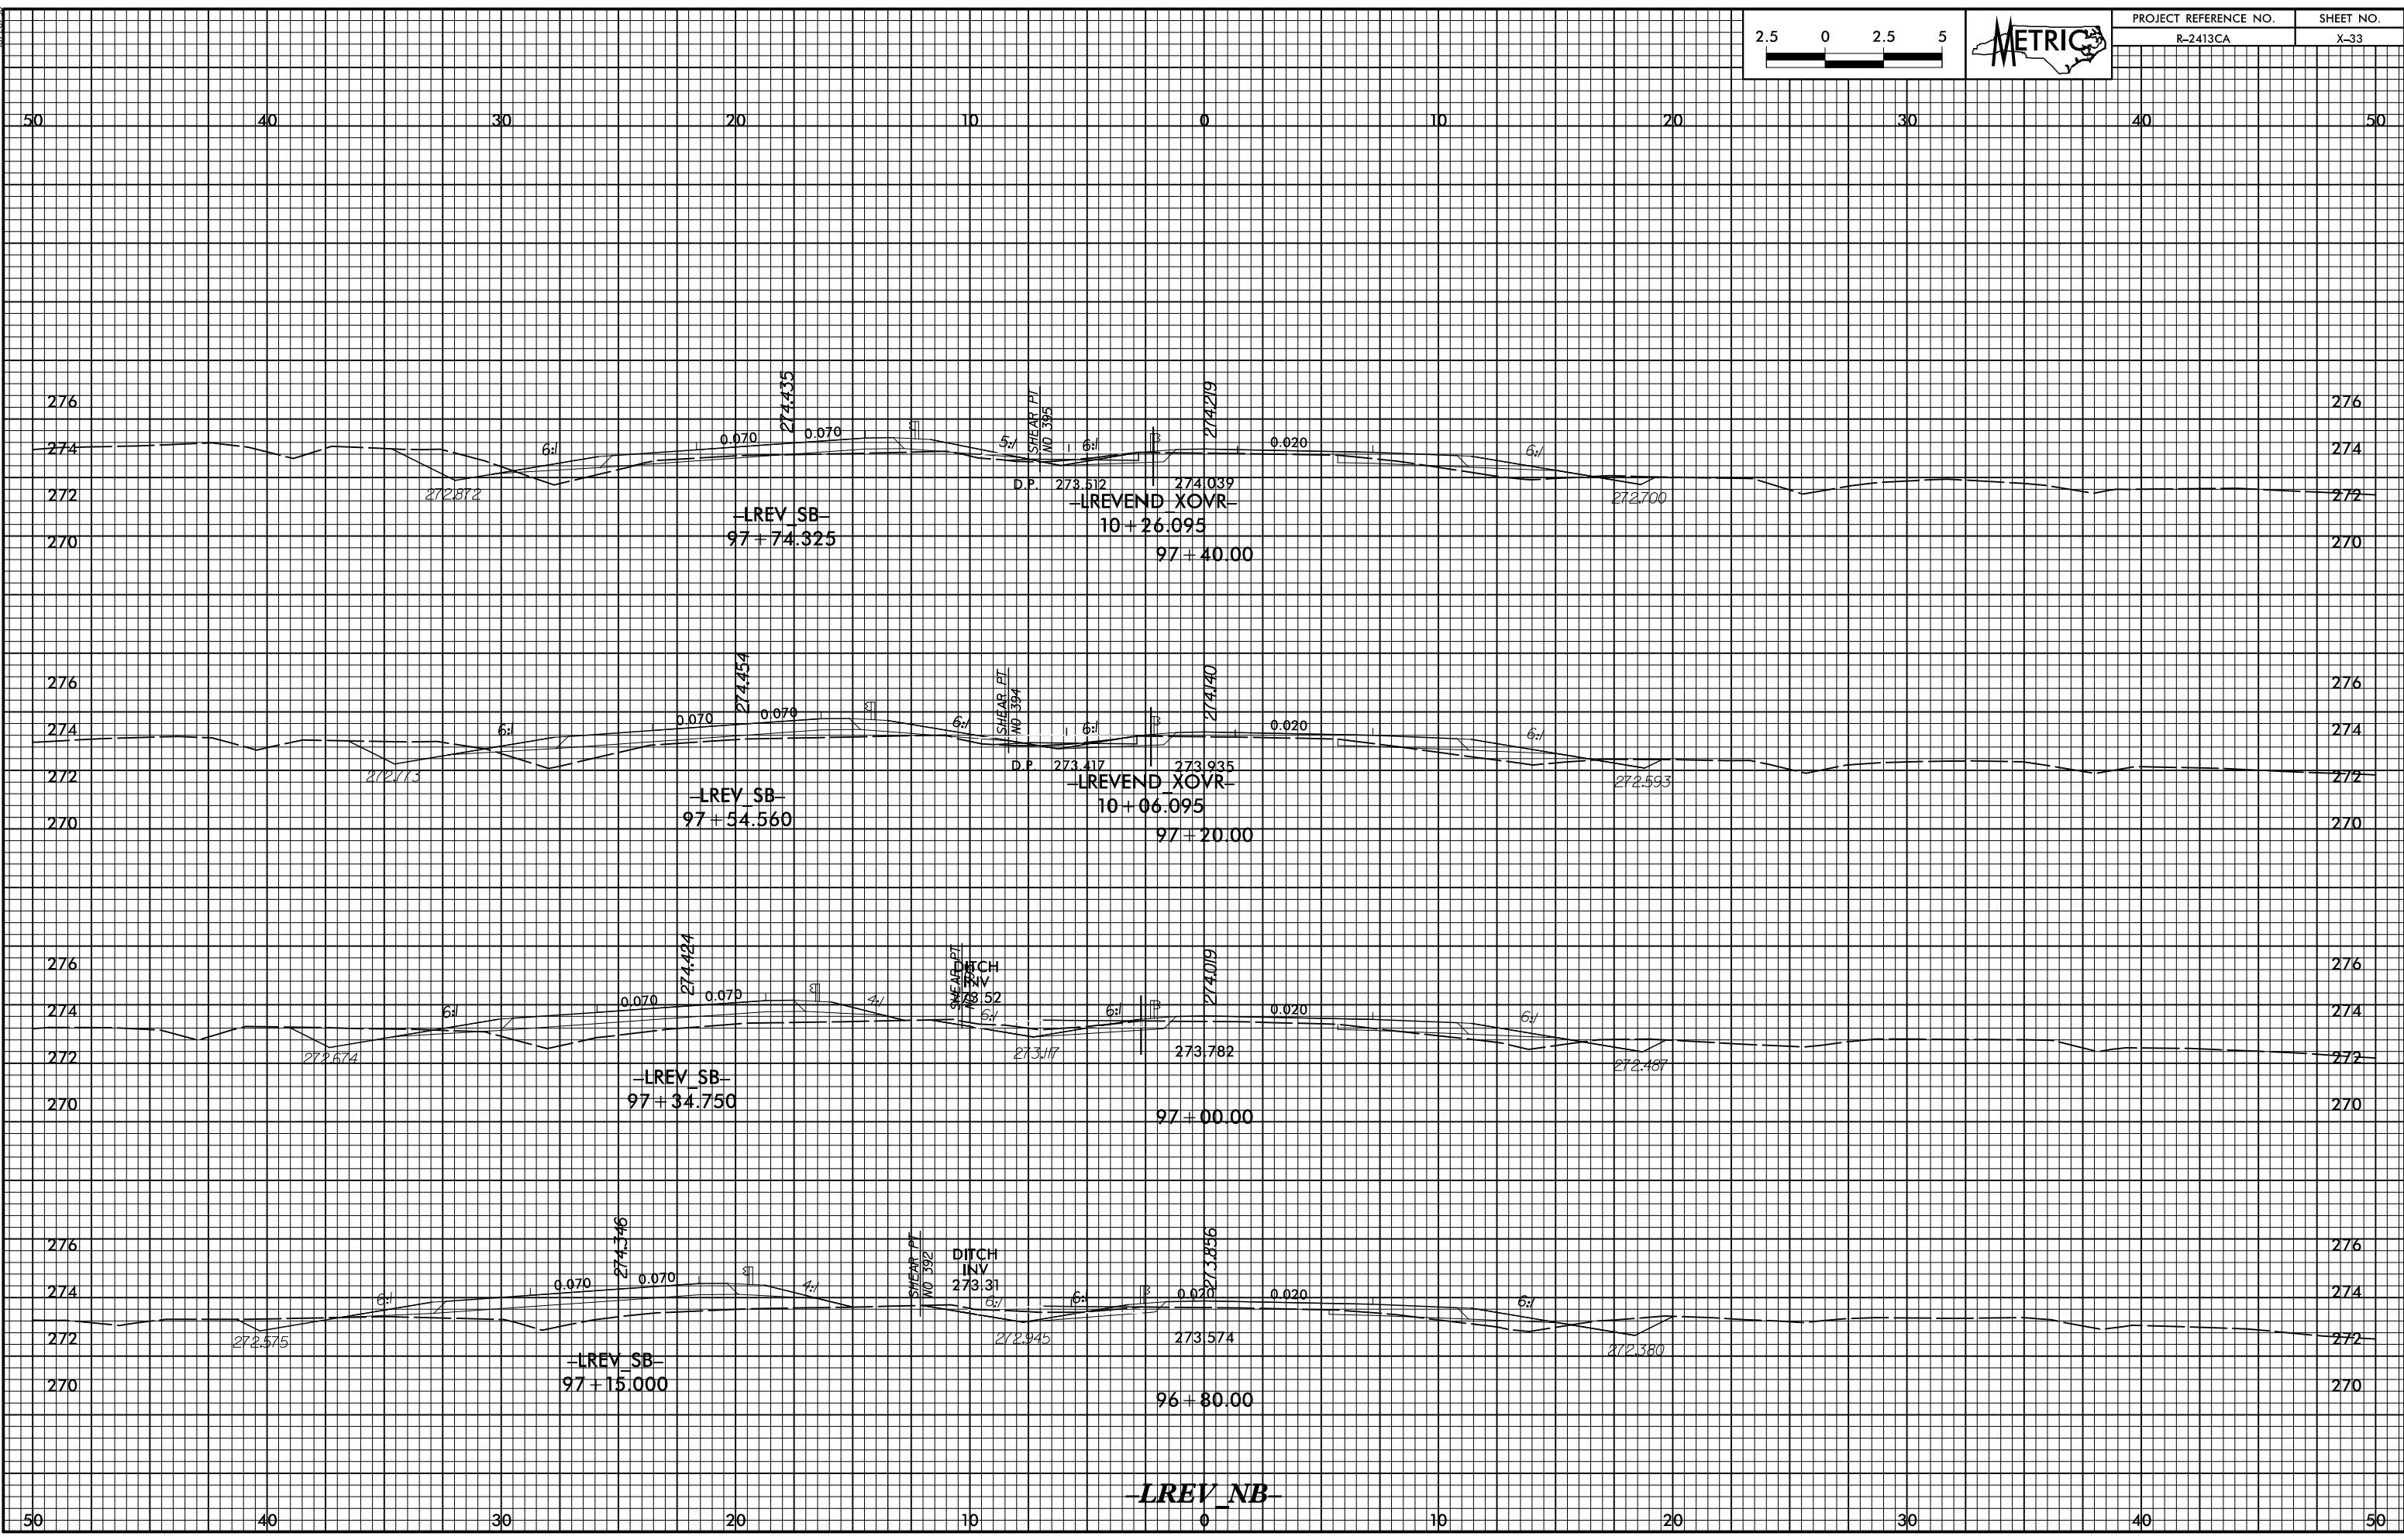 2.5 0 2.5 5
METRIC
PROJECT REFERENCE NO. SHEET NO.
R-2413CA X-33
50 40 30 20 10 0 10 20 30 40 50
276 274.435 SHEAR PT NO 395 274.219 276
274 6:1 0.070 0.070 5:1 6:1 0.020 6:1 274
272 272.872 D.P. 273.512 274.039 272.700 272
-LREV_SB- -LREVEND_XOVR-
97+74.325 10+26.095
270 97+40.00 270
276 274.454 SHEAR PT NO 394 274.140 276
274 6:1 0.070 0.070 6:1 6:1 0.020 6:1 274
272 272.773 D.P. 273.417 273.935 272.593 272
-LREV_SB- -LREVEND_XOVR-
97+54.560 10+06.095
270 97+20.00 270
276 274.424 SHEAR PT DITCH 274.019 276
INV
274 6:1 0.070 0.070 4:1 6:1 6:1 0.020 6:1 274
272 272.674 273.117 273.782 272.487 272
-LREV_SB-
97+34.750
270 97+00.00 270
276 274.346 SHEAR PT NO 392 DITCH 273.856 276
INV
273.31
274 6:1 0.070 0.070 4:1 6:1 6: 0.020 0.020 6:1 274
272 272.575 272.945 273.574 272.380 272
-LREV_SB-
97+15.000
270 96+80.00 270
-LREV_NB-
50 40 30 20 10 0 10 20 30 40 50